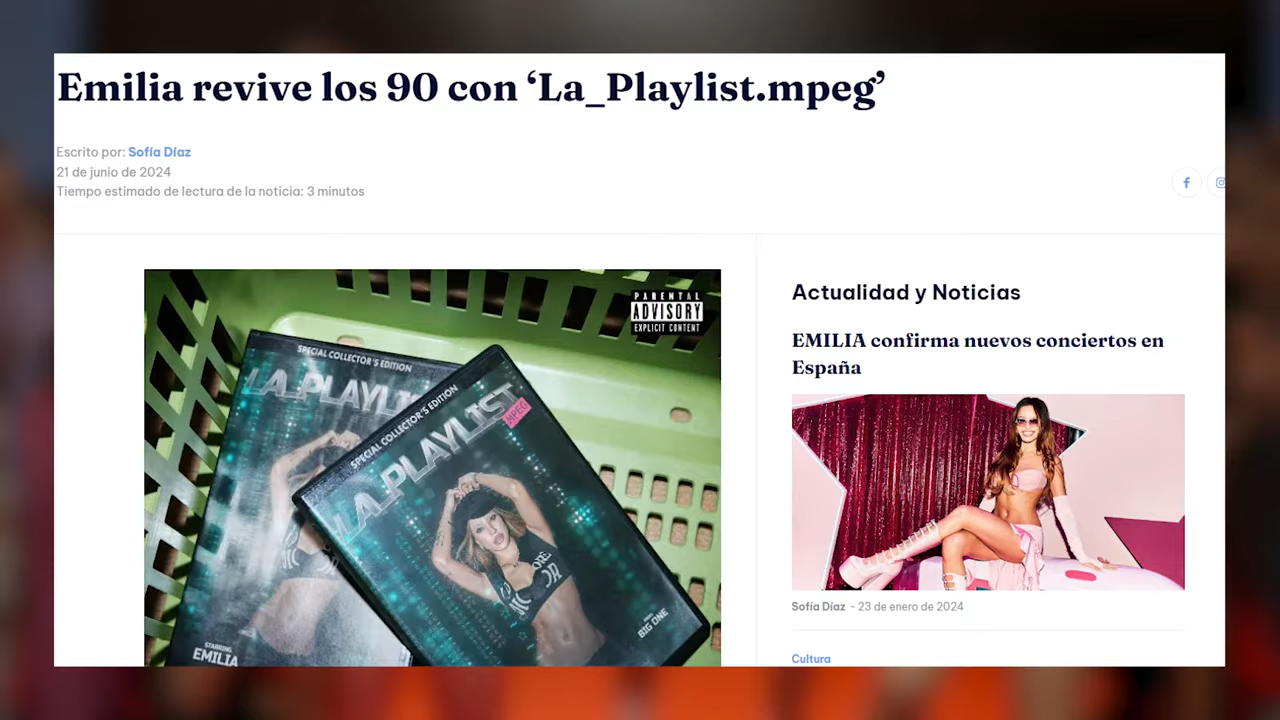 Emilia revive los 90 con ‘La_Playlist.mpeg’
Escrito por: Sofía Díaz
21 de junio de 2024
Tiempo estimado de lectura de la noticia: 3 minutos
PARENTAL
ADVISORY
EXPLICIT CONTENT
SPECIAL COLLECTOR'S EDITION
LA_PLAYLIST
STARRING
EMILIA
SPECIAL COLLECTOR'S EDITION
LA_PLAYLIST
MPEG
BIG ONE
Actualidad y Noticias
EMILIA confirma nuevos conciertos en
España
Sofía Díaz - 23 de enero de 2024
Cultura